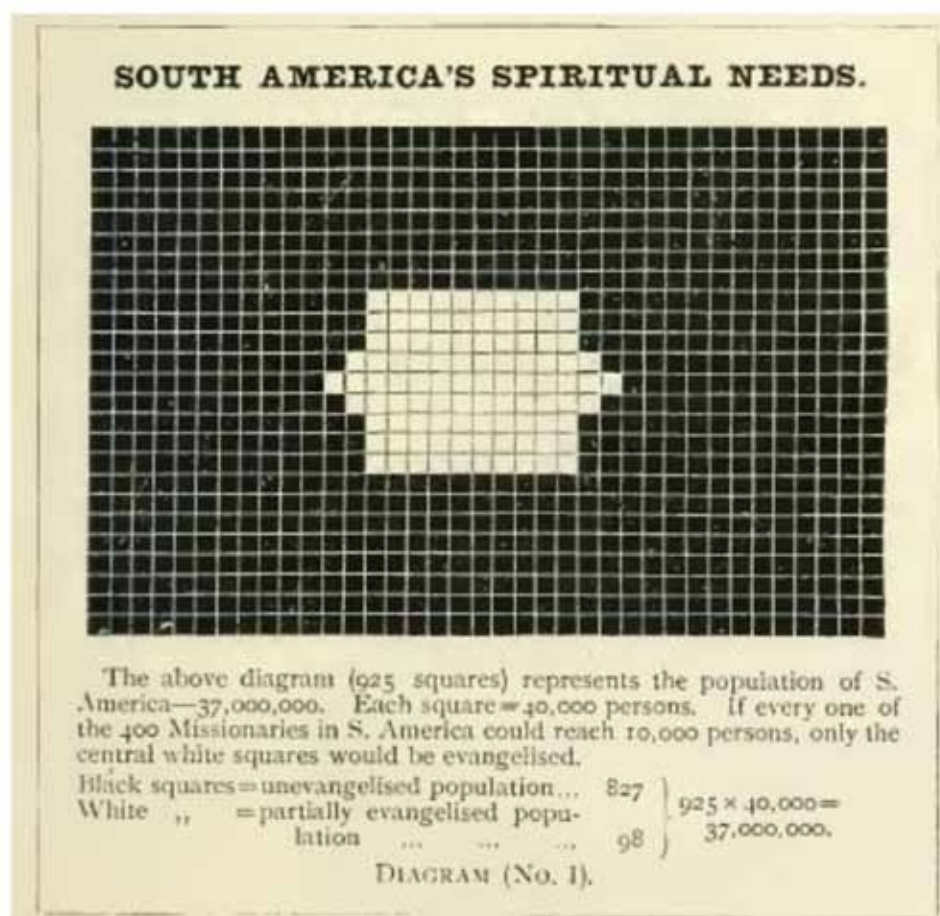 SOUTH AMERICA'S SPIRITUAL NEEDS.
The above diagram (925 squares) represents the population of S.
America—37,000,000. Each square=40,000 persons. If every one of
the 400 Missionaries in S. America could reach 10,000 persons, only the
central white squares would be evangelised.
Black squares=unevangelised population... 827
White „ =partially evangelised popu-
lation ... ... ... 98
925 × 40,000=
37,000,000.
DIAGRAM (No. 1).